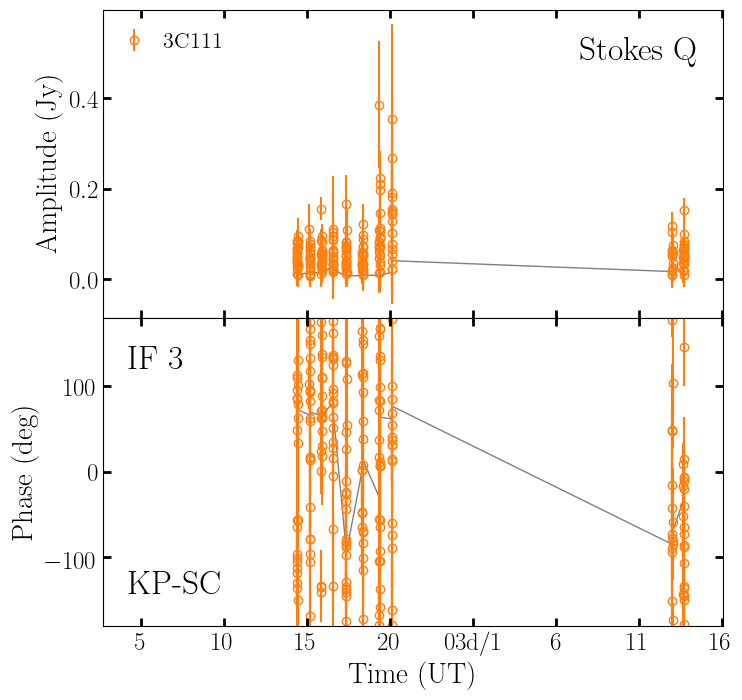 3C111
Stokes Q
Amplitude (Jy)
0.4
0.2
0.0
IF 3
Phase (deg)
100
0
−100
KP-SC
5 10 15 20 03d/1 6 11 16
Time (UT)